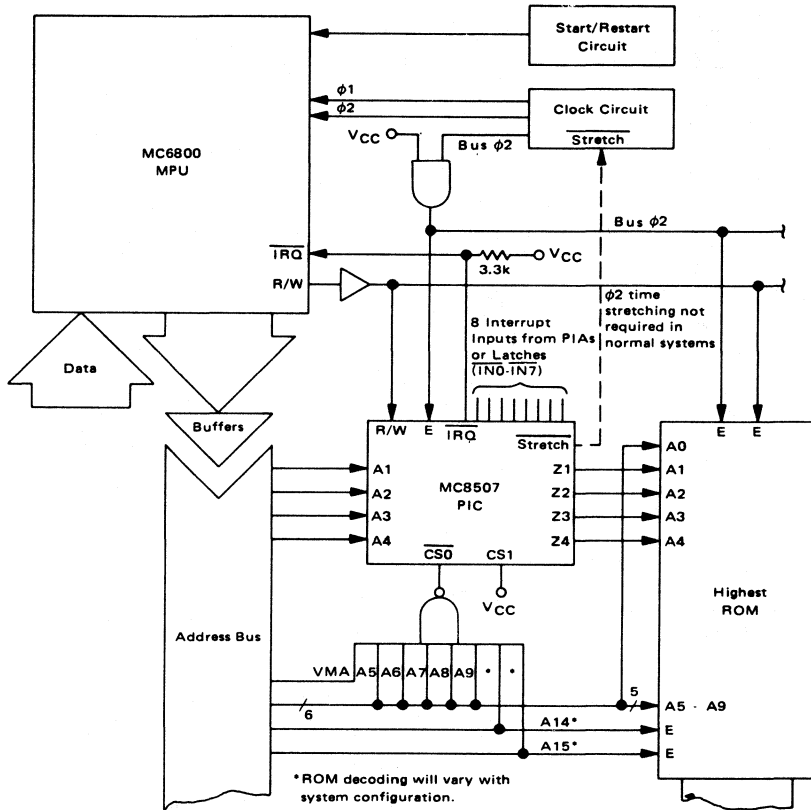 Start/Restart
Circuit
ϕ1
ϕ2
Clock Circuit
Stretch
VCC
Bus ϕ2
MC6800
MPU
Bus ϕ2
IRQ
VCC
3.3k
R/W
ϕ2 time
stretching not
required in
normal systems
8 Interrupt
Inputs from PIAs
or Latches
(IN0-IN7)
Data
Buffers
R/W E IRQ
E E
Stretch
A0
A1 Z1 A1
A2 MC8507 Z2 A2
A3 PIC Z3 A3
A4 Z4 A4
CS0 CS1
Highest
ROM
VCC
Address Bus
VMA A5 A6 A7 A8 A9 * *
6
5
A5 - A9
A14*
E
A15*
E
*ROM decoding will vary with
system configuration.